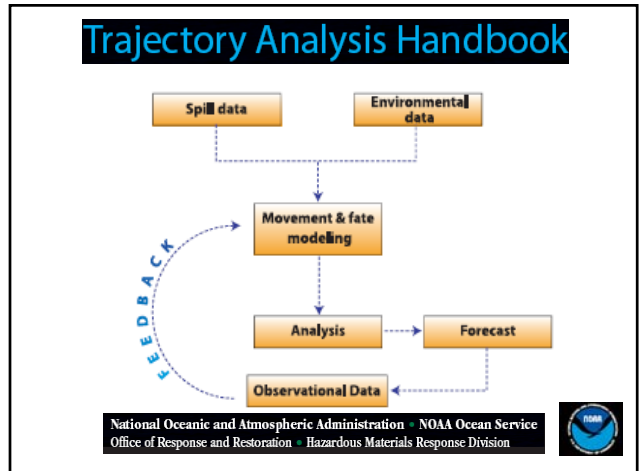 Trajectory Analysis Handbook
Spill data
Environmental
data
Movement & fate
modeling
FEEDBACK
Analysis
Forecast
Observational Data
National Oceanic and Atmospheric Administration • NOAA Ocean Service
Office of Response and Restoration • Hazardous Materials Response Division
NOAA